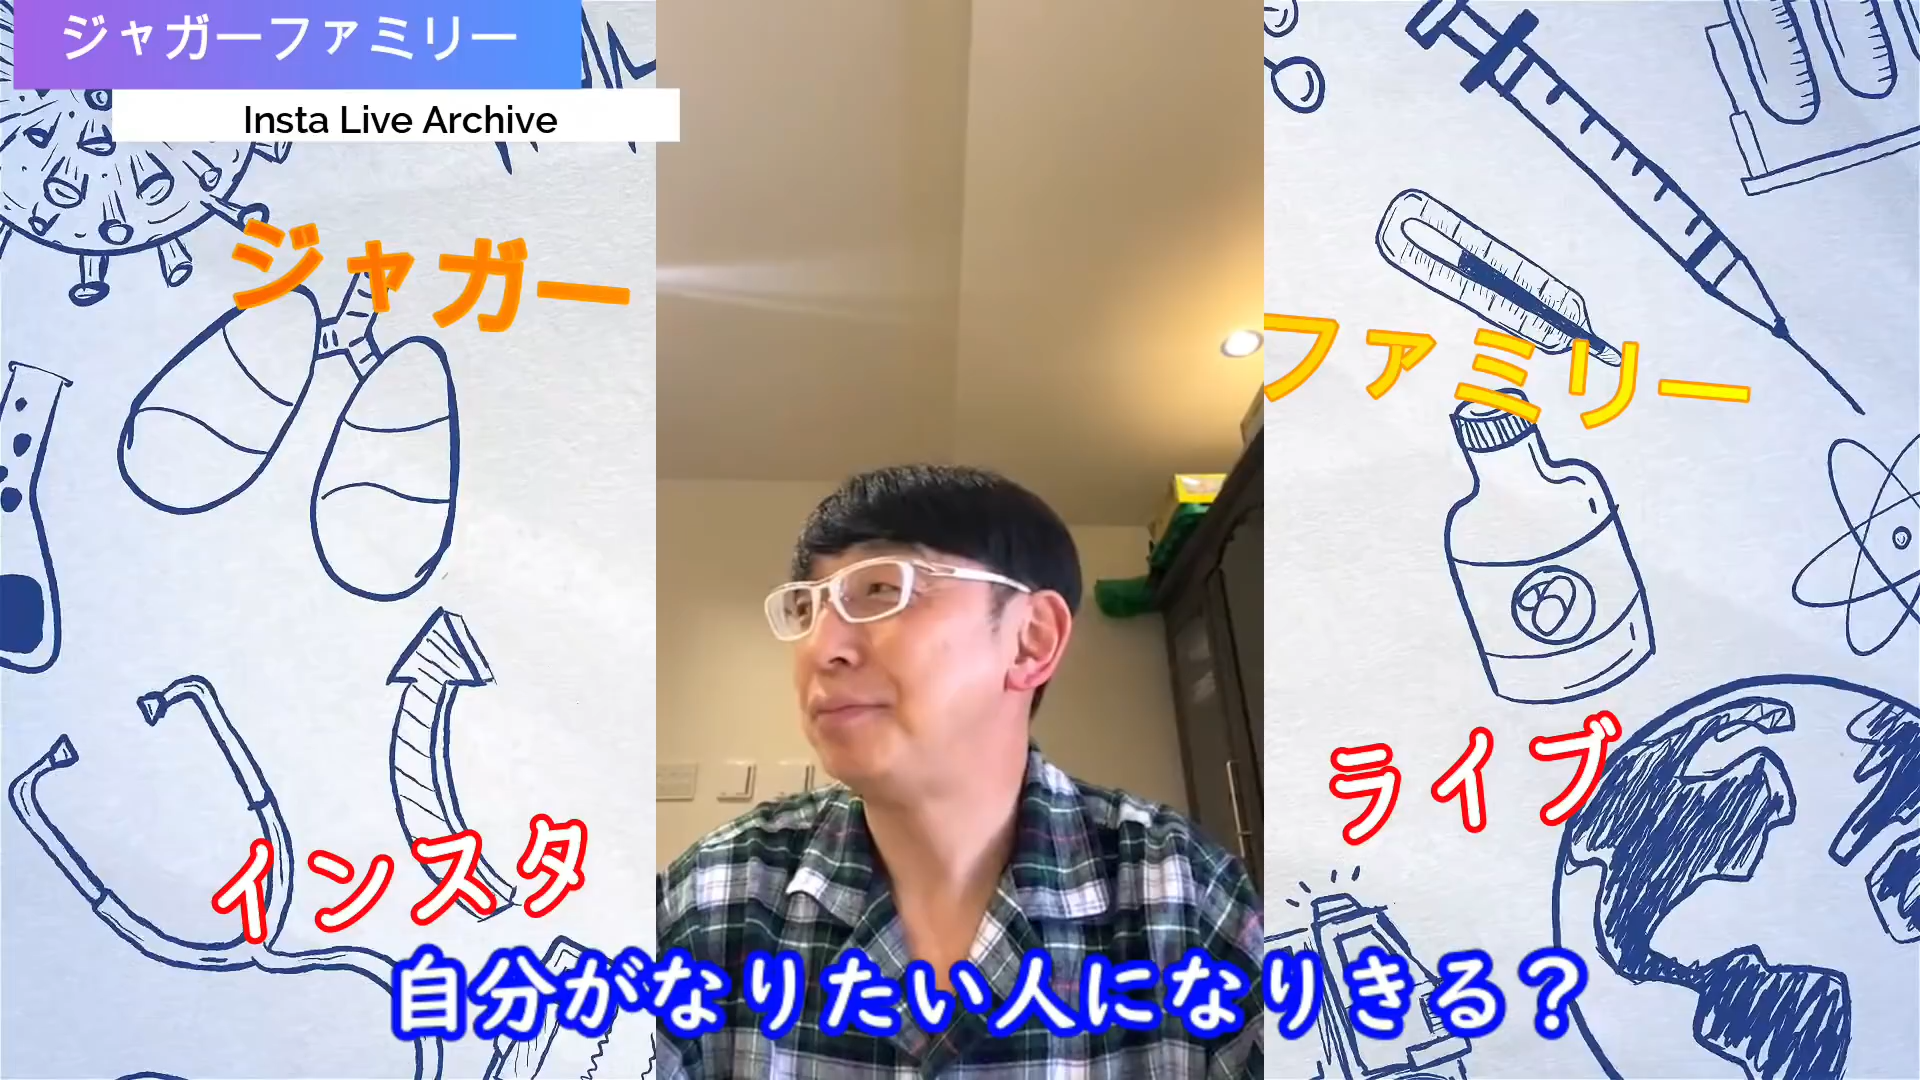 ジャガーファミリー
Insta Live Archive
ジャガー
ファミリー
インスタ
ライブ
自分がなりたい人になりきる？